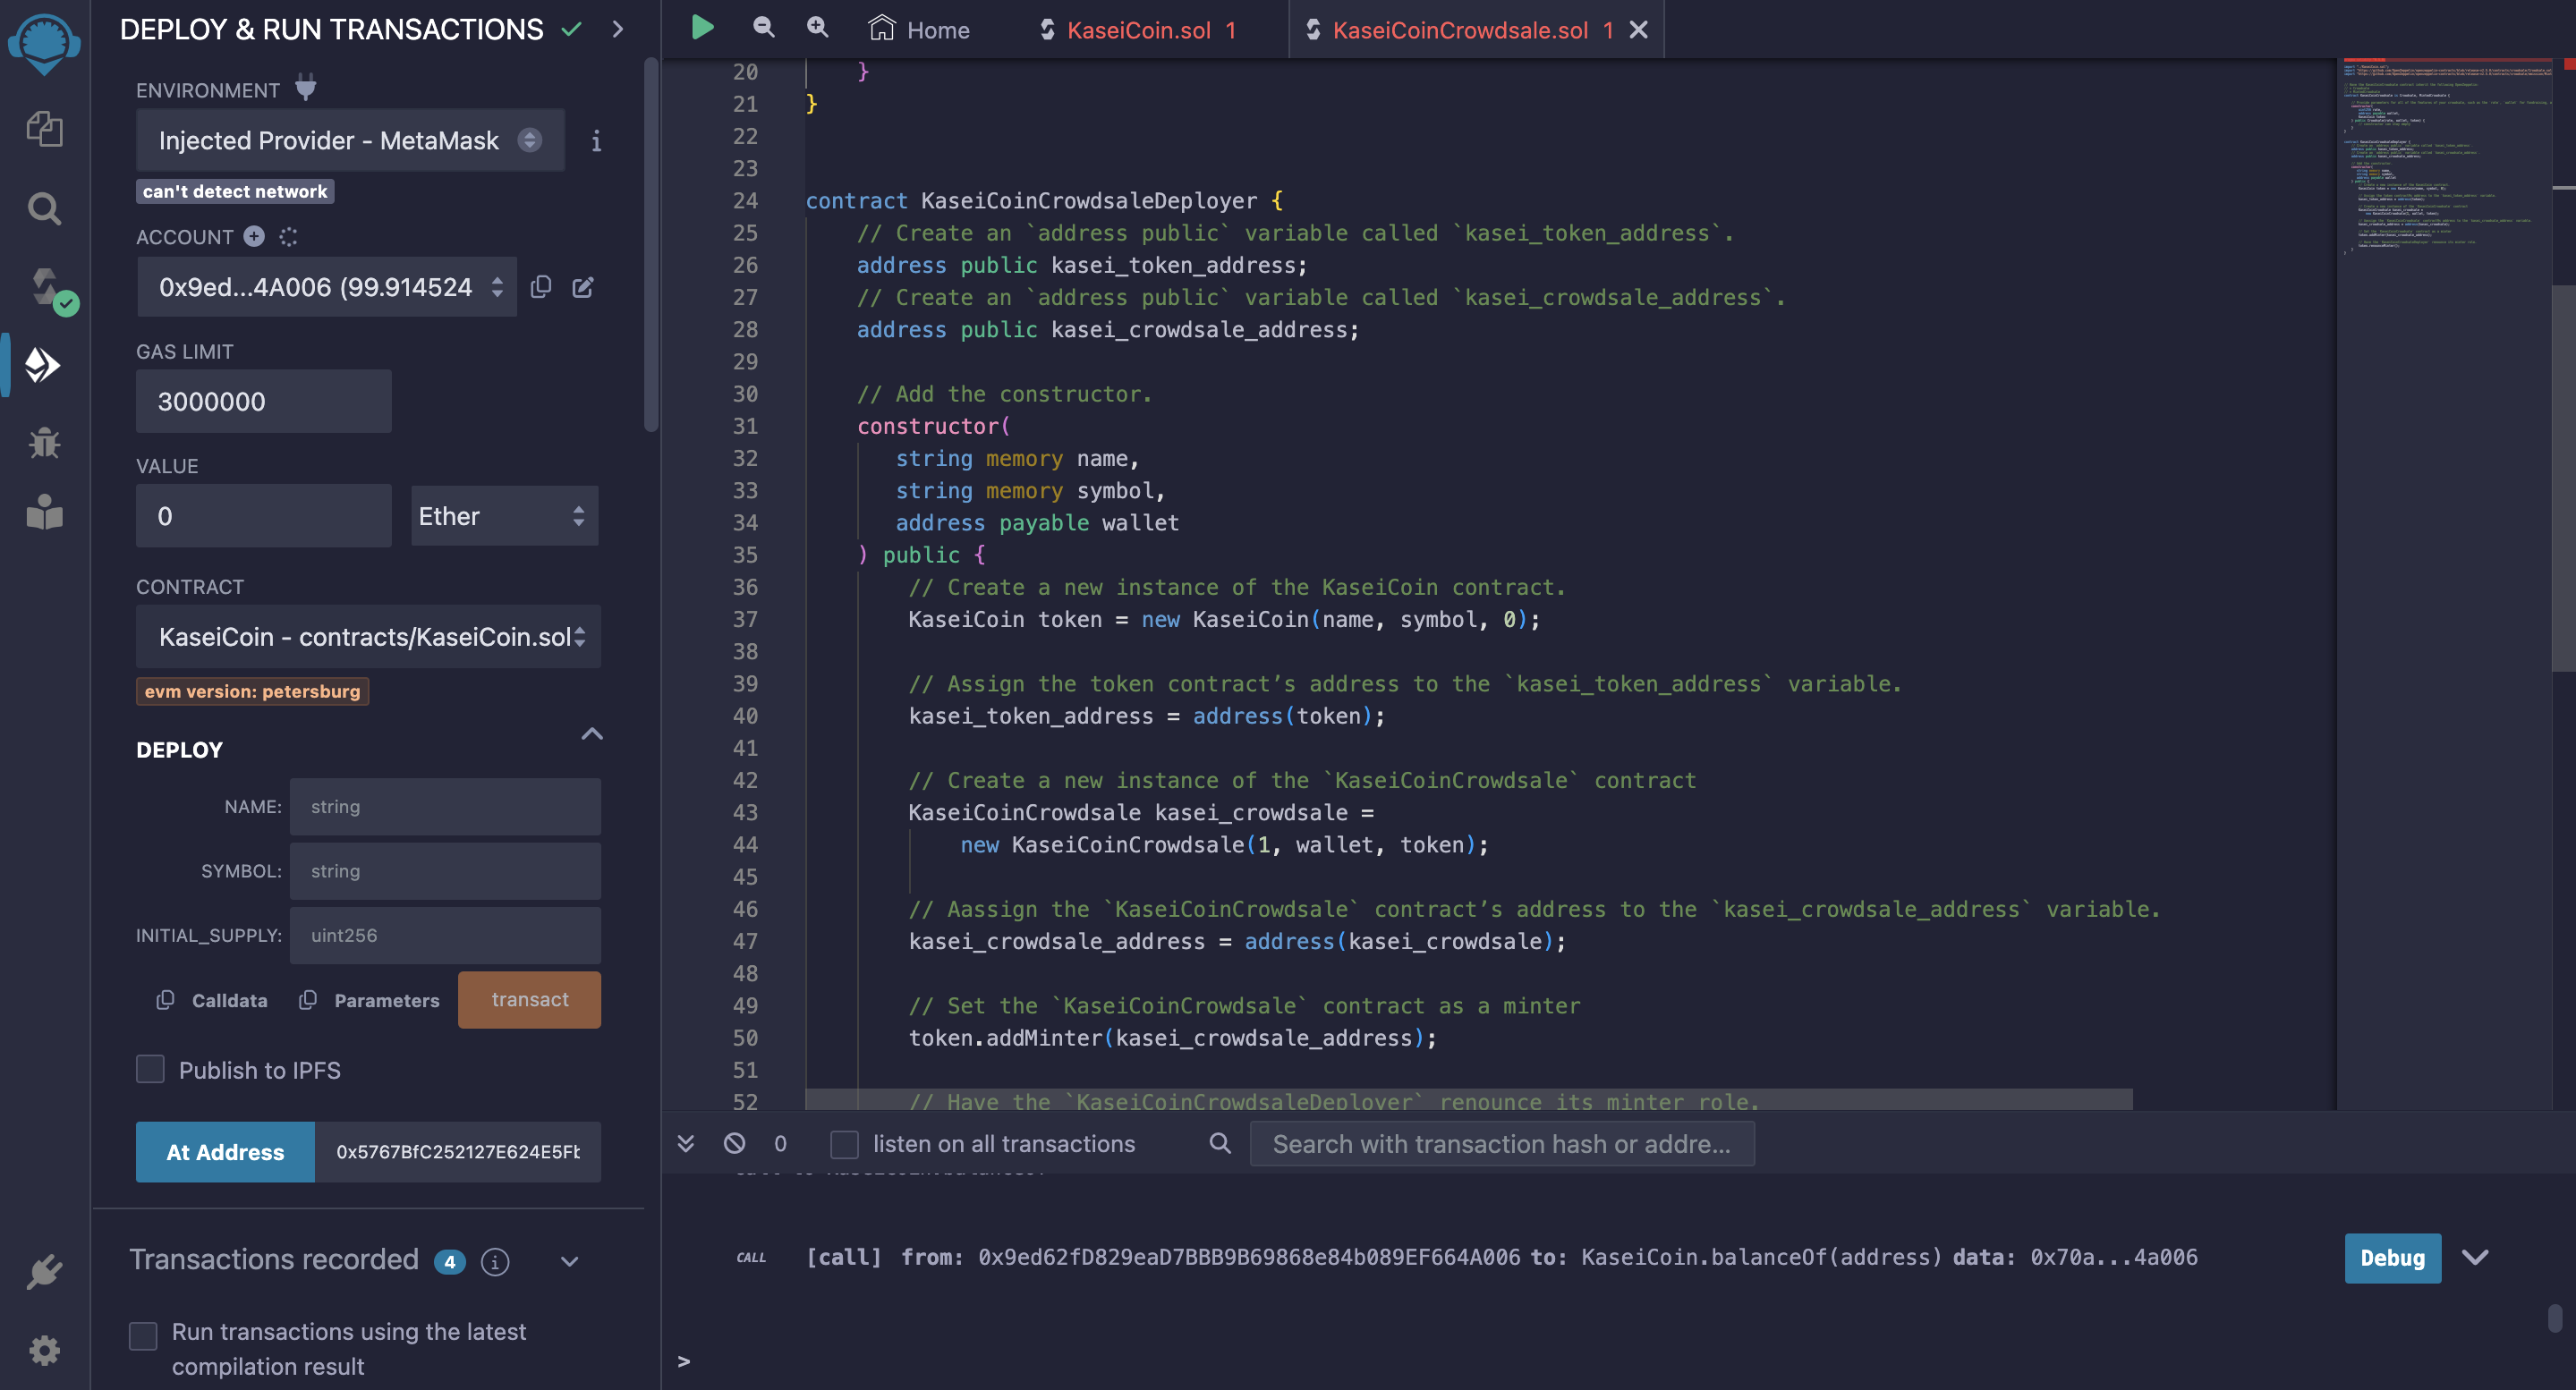 DEPLOY & RUN TRANSACTIONS
ENVIRONMENT
Injected Provider - MetaMask
can't detect network
ACCOUNT
0x9ed...4A006 (99.914524
GAS LIMIT
3000000
VALUE
0
Ether
CONTRACT
KaseiCoin - contracts/KaseiCoin.sol
evm version: petersburg
DEPLOY
NAME: string
SYMBOL: string
INITIAL_SUPPLY: uint256
Calldata Parameters transact
Publish to IPFS
At Address 0x5767BfC252127E624E5Ft
Transactions recorded 4 i
Run transactions using the latest
compilation result
Home KaseiCoin.sol 1 KaseiCoinCrowdsale.sol 1
20 }
21 }
22
23
24 contract KaseiCoinCrowdsaleDeployer {
25 // Create an `address public` variable called `kasei_token_address`.
26 address public kasei_token_address;
27 // Create an `address public` variable called `kasei_crowdsale_address`.
28 address public kasei_crowdsale_address;
29
30 // Add the constructor.
31 constructor(
32 string memory name,
33 string memory symbol,
34 address payable wallet
35 ) public {
36 // Create a new instance of the KaseiCoin contract.
37 KaseiCoin token = new KaseiCoin(name, symbol, 0);
38
39 // Assign the token contract’s address to the `kasei_token_address` variable.
40 kasei_token_address = address(token);
41
42 // Create a new instance of the `KaseiCoinCrowdsale` contract
43 KaseiCoinCrowdsale kasei_crowdsale =
44 new KaseiCoinCrowdsale(1, wallet, token);
45
46 // Aassign the `KaseiCoinCrowdsale` contract’s address to the `kasei_crowdsale_address` variable.
47 kasei_crowdsale_address = address(kasei_crowdsale);
48
49 // Set the `KaseiCoinCrowdsale` contract as a minter
50 token.addMinter(kasei_crowdsale_address);
51
52 // Have the `KaseiCoinCrowdsaleDeployer` renounce its minter role.
0 listen on all transactions Search with transaction hash or addre...
CALL [call] from: 0x9ed62fD829eaD7BBB9B69868e84b089EF664A006 to: KaseiCoin.balanceOf(address) data: 0x70a...4a006 Debug
>